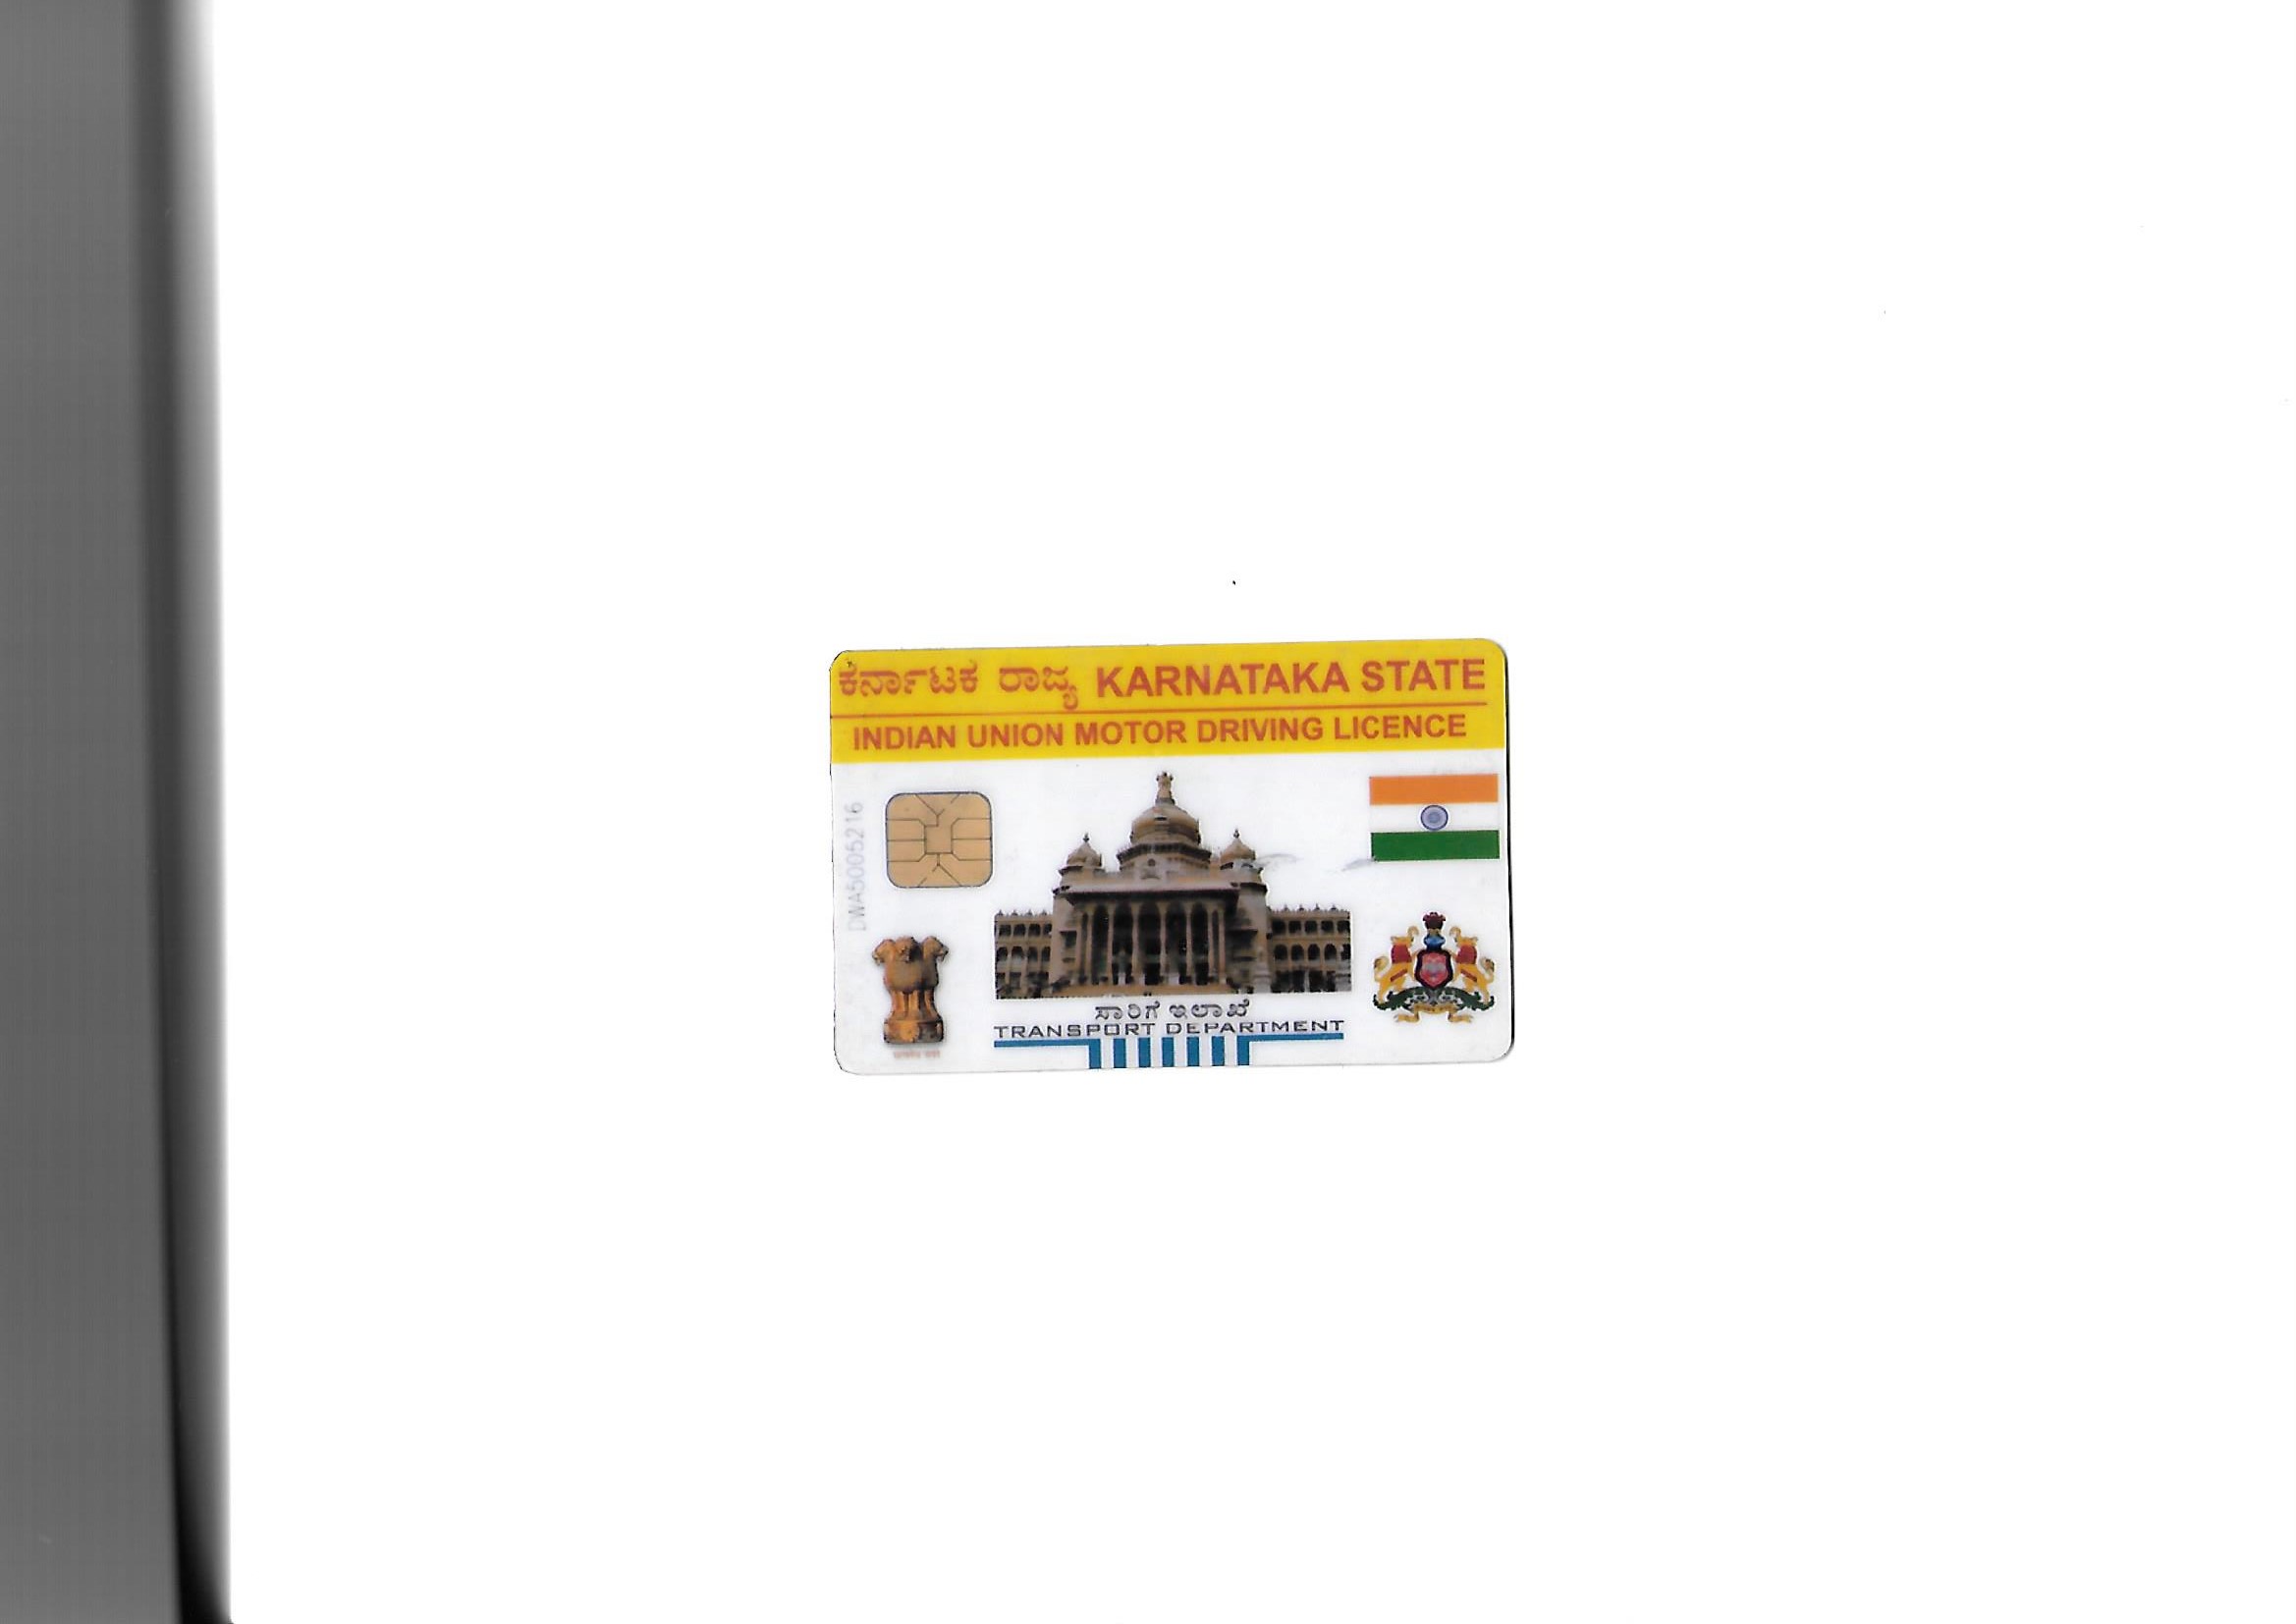 ಕರ್ನಾಟಕ ರಾಜ್ಯ KARNATAKA STATE
INDIAN UNION MOTOR DRIVING LICENCE
DWA5005216
ಸಾರಿಗೆ ಇಲಾಖೆ
TRANSPORT DEPARTMENT